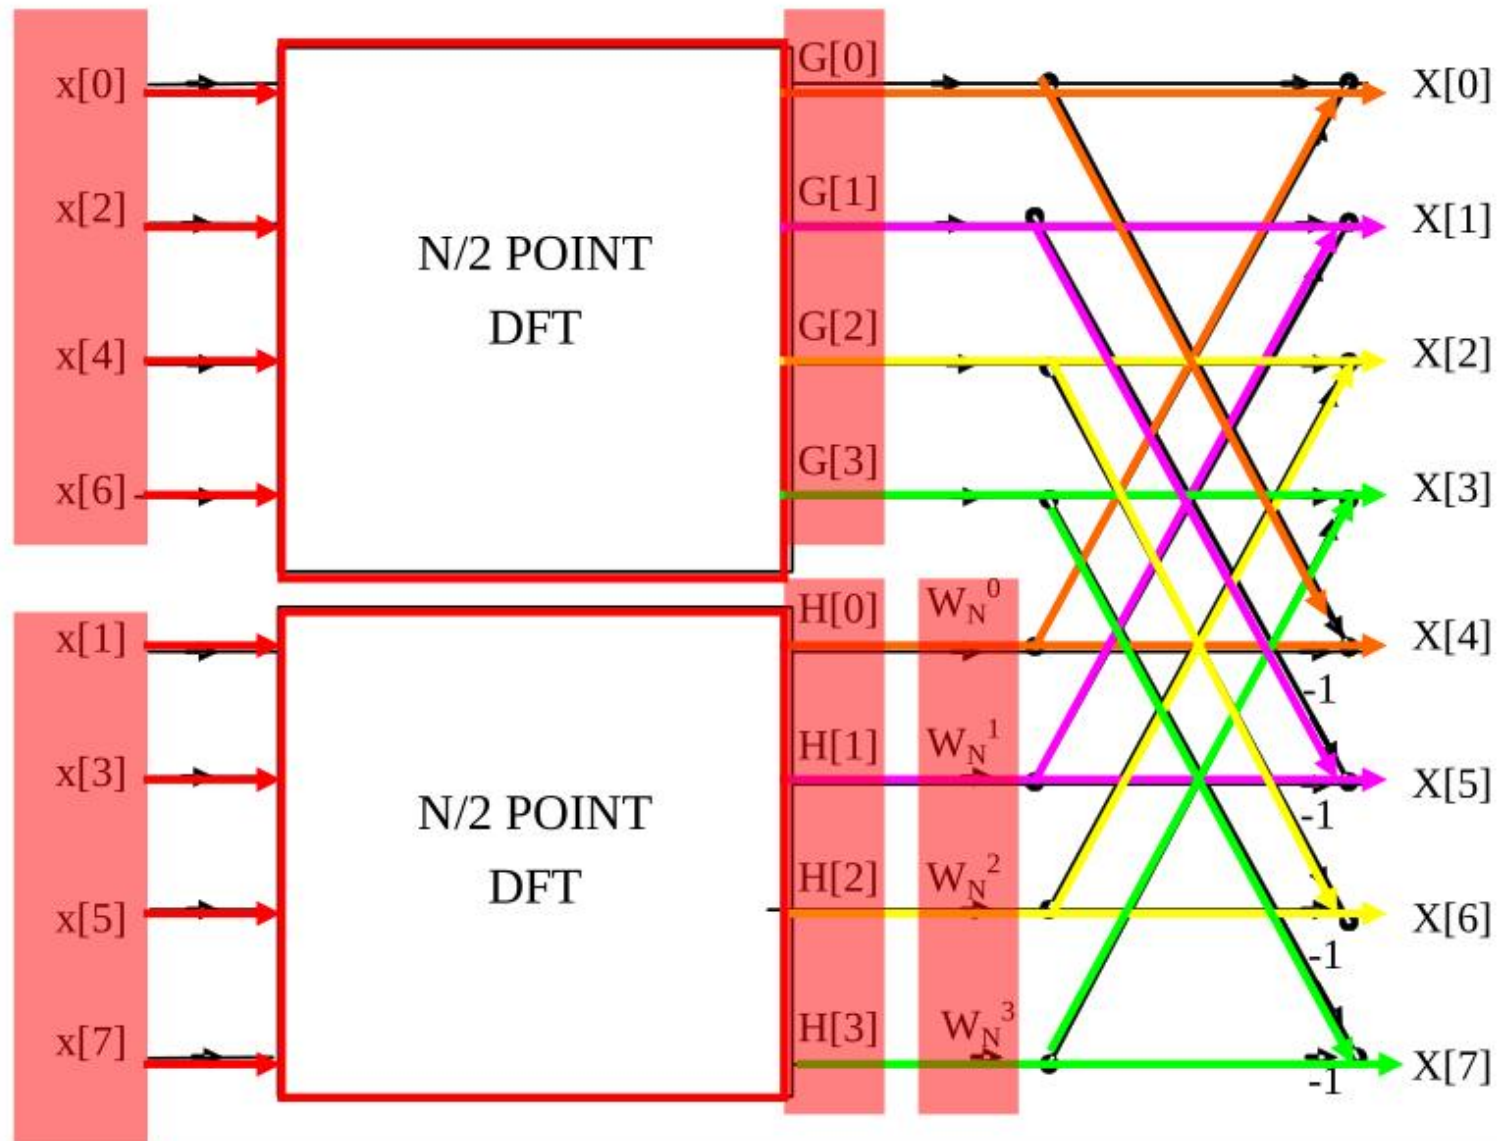 x[0]
x[2]
x[4]
x[6]
x[1]
x[3]
x[5]
x[7]
N/2 POINT
DFT
N/2 POINT
DFT
G[0]
G[1]
G[2]
G[3]
H[0]
H[1]
H[2]
H[3]
W_N^0
W_N^1
W_N^2
W_N^3
-1
-1
-1
-1
X[0]
X[1]
X[2]
X[3]
X[4]
X[5]
X[6]
X[7]